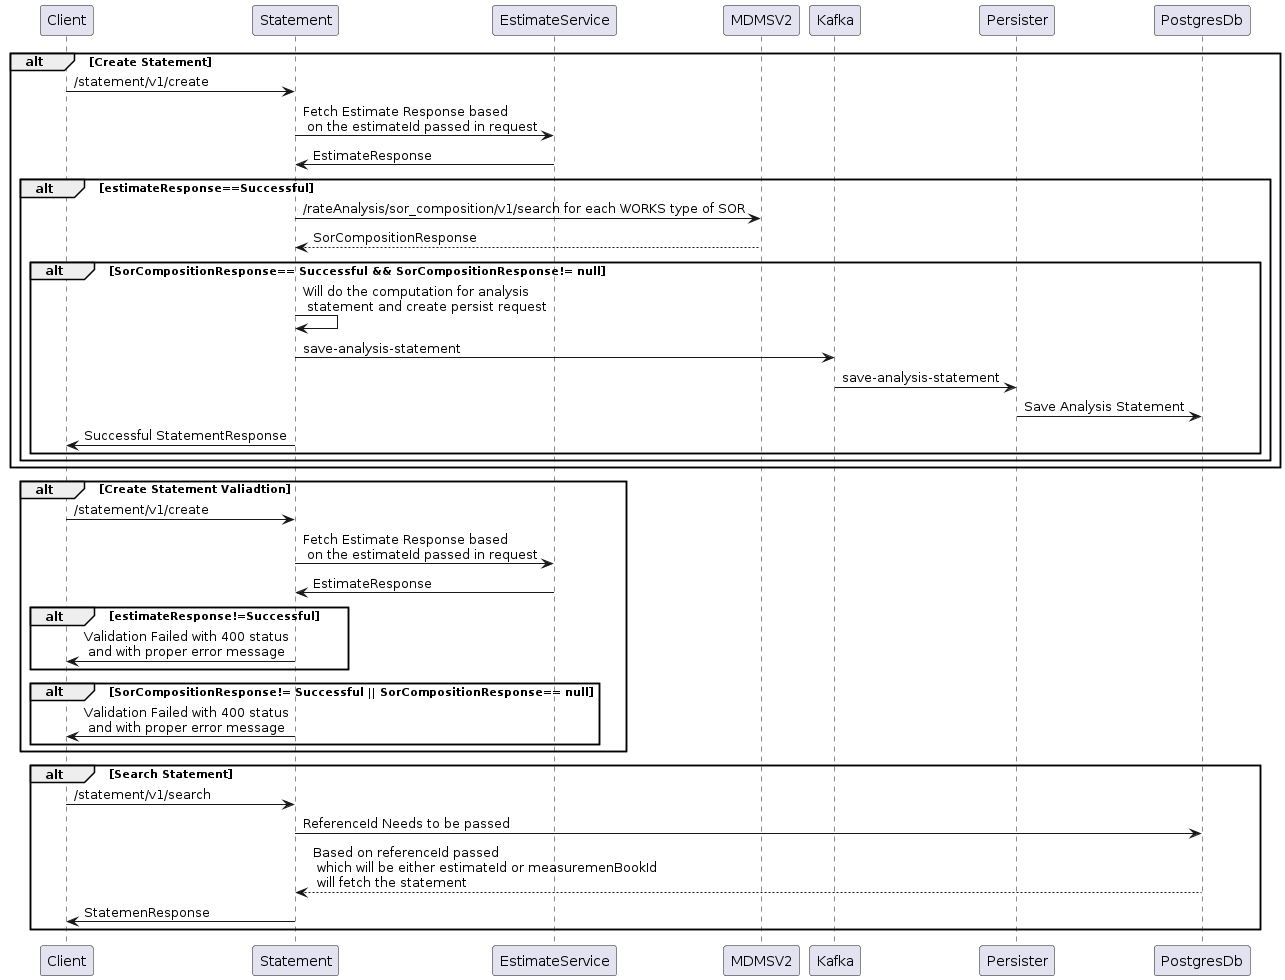 Client Statement EstimateService MDMSV2 Kafka Persister PostgresDb
alt [Create Statement]
/statement/v1/create
Fetch Estimate Response based
on the estimateId passed in request
EstimateResponse
alt [estimateResponse==Successful]
/rateAnalysis/sor_composition/v1/search for each WORKS type of SOR
SorCompositionResponse
alt [SorCompositionResponse== Successful && SorCompositionResponse!= null]
Will do the computation for analysis
statement and create persist request
save-analysis-statement
save-analysis-statement
Save Analysis Statement
Successful StatementResponse
alt [Create Statement Valiadtion]
/statement/v1/create
Fetch Estimate Response based
on the estimateId passed in request
EstimateResponse
alt [estimateResponse!=Successful]
Validation Failed with 400 status
and with proper error message
alt [SorCompositionResponse!= Successful || SorCompositionResponse== null]
Validation Failed with 400 status
and with proper error message
alt [Search Statement]
/statement/v1/search
ReferenceId Needs to be passed
Based on referenceId passed
which will be either estimateId or measuremenBookId
will fetch the statement
StatemenResponse
Client Statement EstimateService MDMSV2 Kafka Persister PostgresDb